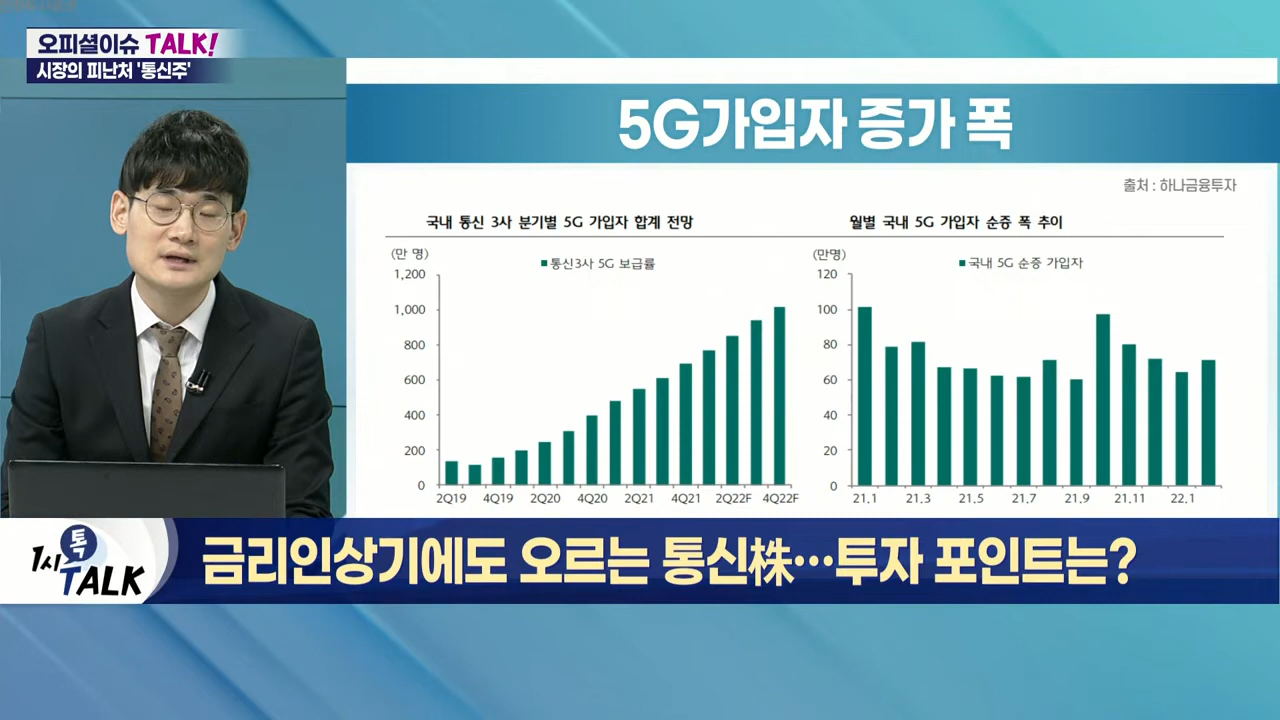 오피셜이슈 TALK!
시장의 피난처 '통신주'
5G가입자 증가 폭
출처 : 하나금융투자
국내 통신 3사 분기별 5G 가입자 합계 전망
(만 명)
통신3사 5G 보급률
1,200
1,000
800
600
400
200
0
2Q19 4Q19 2Q20 4Q20 2Q21 4Q21 2Q22F 4Q22F
월별 국내 5G 가입자 순증 폭 추이
(만명)
국내 5G 순증 가입자
120
100
80
60
40
20
0
21.1 21.3 21.5 21.7 21.9 21.11 22.1
1시 톡 TALK
금리인상기에도 오르는 통신株…투자 포인트는?